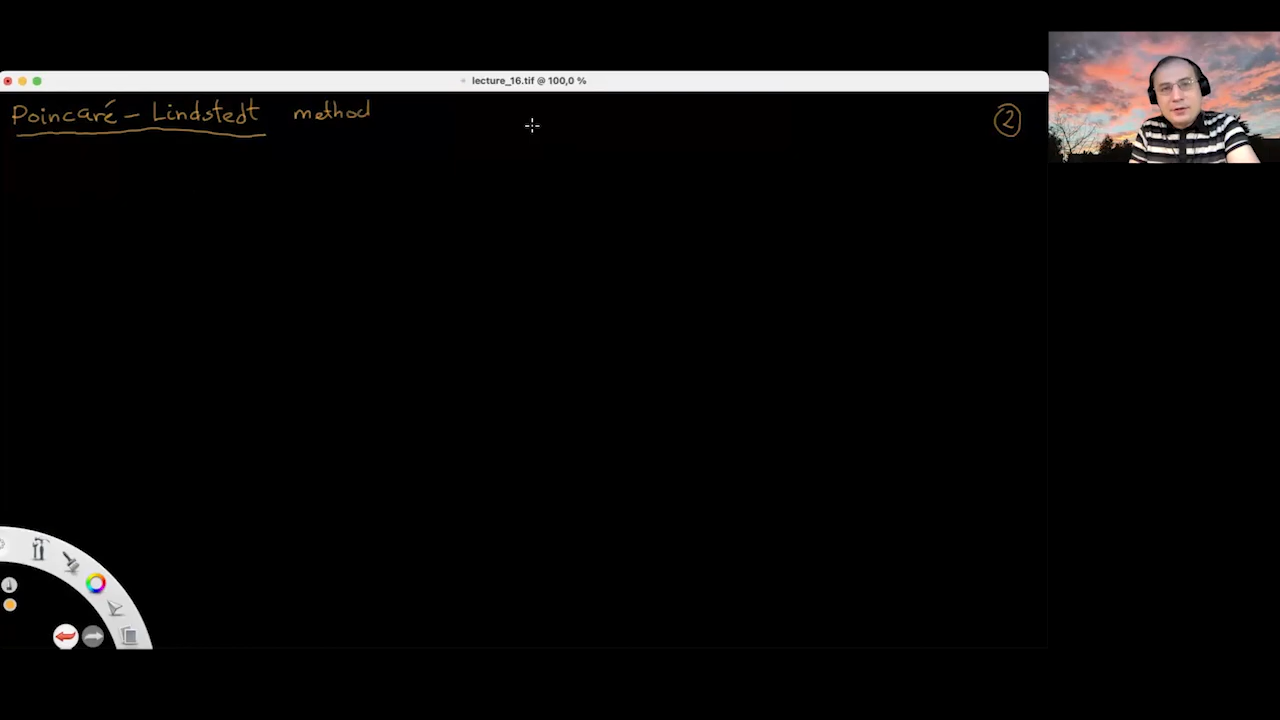 lecture_16.tif @ 100,0 %
Poincaré – Lindstedt method
2